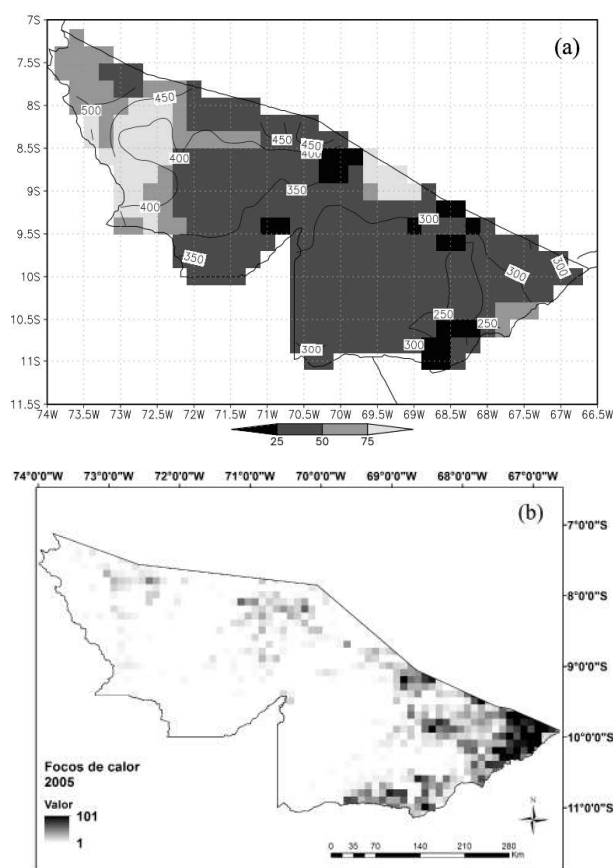 (a)
7S
7.5S
8S
8.5S
9S
9.5S
10S
10.5S
11S
11.5S
500
450
450
450
400
400
400
350
350
300
300
300
250
250
300
300
74W 73.5W 73W 72.5W 72W 71.5W 71W 70.5W 70W 69.5W 69W 68.5W 68W 67.5W 67W 66.5W
25 50 75
74°0'0"W 73°0'0"W 72°0'0"W 71°0'0"W 70°0'0"W 69°0'0"W 68°0'0"W 67°0'0"W
(b)
7°0'0"S
8°0'0"S
9°0'0"S
10°0'0"S
11°0'0"S
Focos de calor
2005
Valor
101
1
N
0 35 70 140 210 280
Km